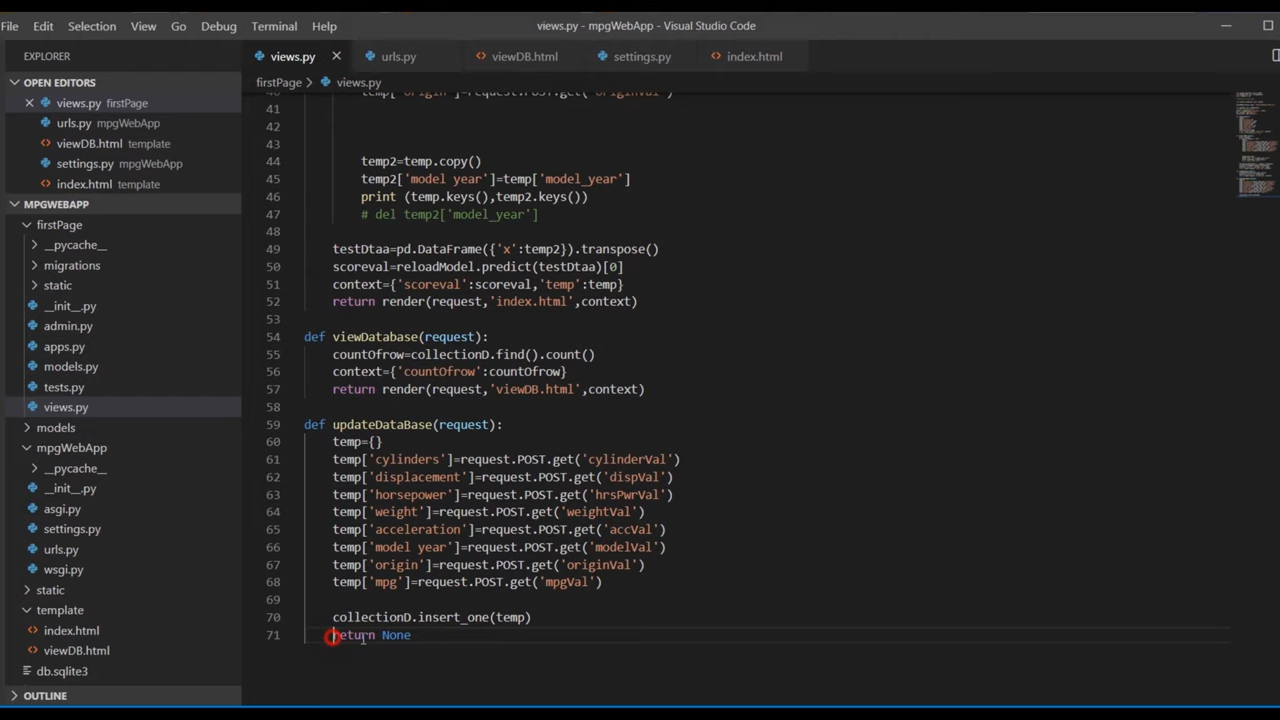 File Edit Selection View Go Debug Terminal Help views.py - mpgWebApp - Visual Studio Code
EXPLORER
OPEN EDITORS
views.py firstPage
urls.py mpgWebApp
viewDB.html template
settings.py mpgWebApp
index.html template
MPGWEBAPP
firstPage
__pycache__
migrations
static
__init__.py
admin.py
apps.py
models.py
tests.py
views.py
models
mpgWebApp
__pycache__
__init__.py
asgi.py
settings.py
urls.py
wsgi.py
static
template
index.html
viewDB.html
db.sqlite3
OUTLINE
views.py urls.py viewDB.html settings.py index.html
firstPage > views.py
40 temp['origin']=request.POST.get('originVal')
41
42
43
44 temp2=temp.copy()
45 temp2['model year']=temp['model_year']
46 print (temp.keys(),temp2.keys())
47 # del temp2['model_year']
48
49 testDtaa=pd.DataFrame({'x':temp2}).transpose()
50 scoreval=reloadModel.predict(testDtaa)[0]
51 context={'scoreval':scoreval,'temp':temp}
52 return render(request,'index.html',context)
53
54 def viewDatabase(request):
55 countOfrow=collectionD.find().count()
56 context={'countOfrow':countOfrow}
57 return render(request,'viewDB.html',context)
58
59 def updateDataBase(request):
60 temp={}
61 temp['cylinders']=request.POST.get('cylinderVal')
62 temp['displacement']=request.POST.get('dispVal')
63 temp['horsepower']=request.POST.get('hrsPwrVal')
64 temp['weight']=request.POST.get('weightVal')
65 temp['acceleration']=request.POST.get('accVal')
66 temp['model year']=request.POST.get('modelVal')
67 temp['origin']=request.POST.get('originVal')
68 temp['mpg']=request.POST.get('mpgVal')
69
70 collectionD.insert_one(temp)
71 return None